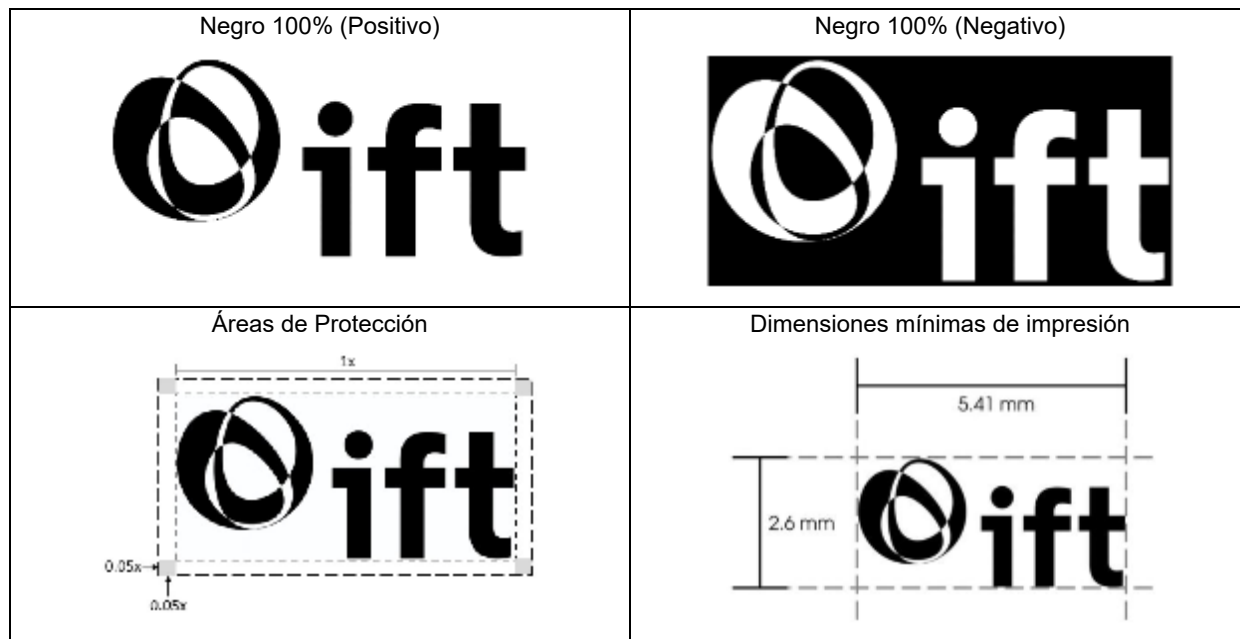 Negro 100% (Positivo)
ift
Negro 100% (Negativo)
ift
Áreas de Protección
1x
ift
0.05x
0.05x
Dimensiones mínimas de impresión
5.41 mm
2.6 mm
ift